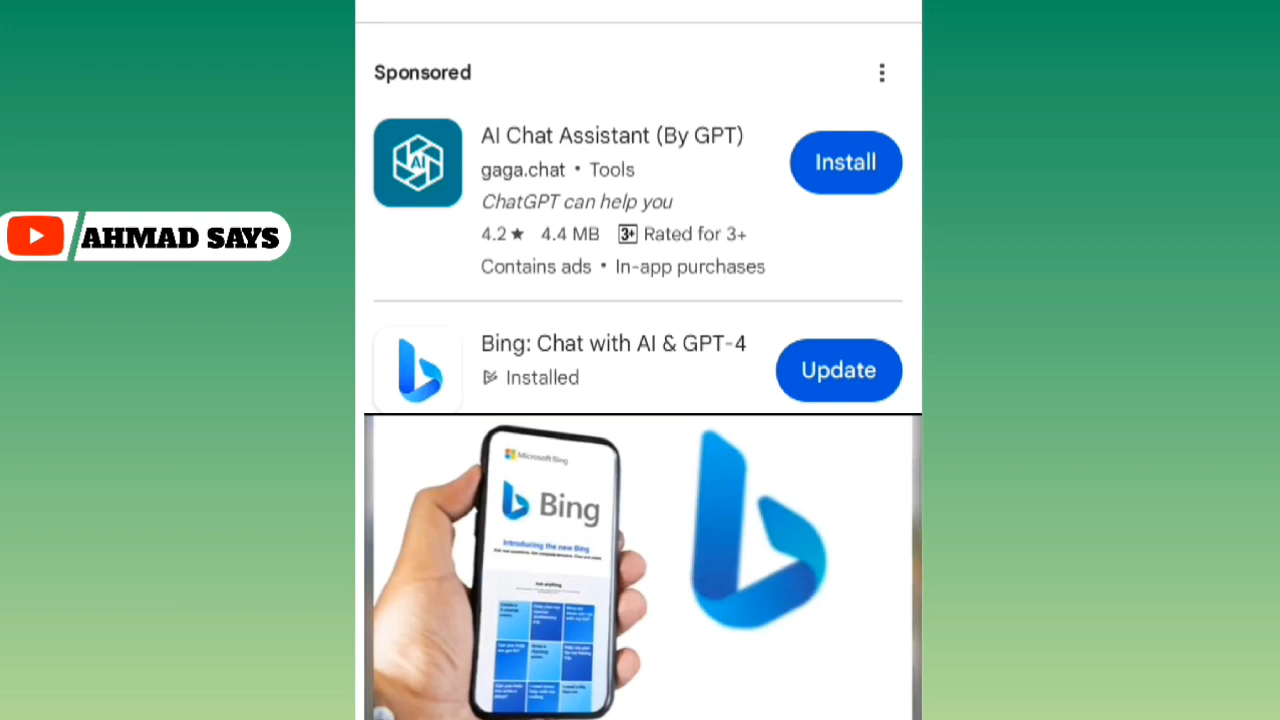 Sponsored
AI Chat Assistant (By GPT)
gaga.chat • Tools
ChatGPT can help you
4.2★ 4.4 MB 3+ Rated for 3+
Contains ads • In-app purchases
Install
AHMAD SAYS
Bing: Chat with AI & GPT-4
Installed
Update
Microsoft Bing
Bing
Introducing the new Bing
Ask anything